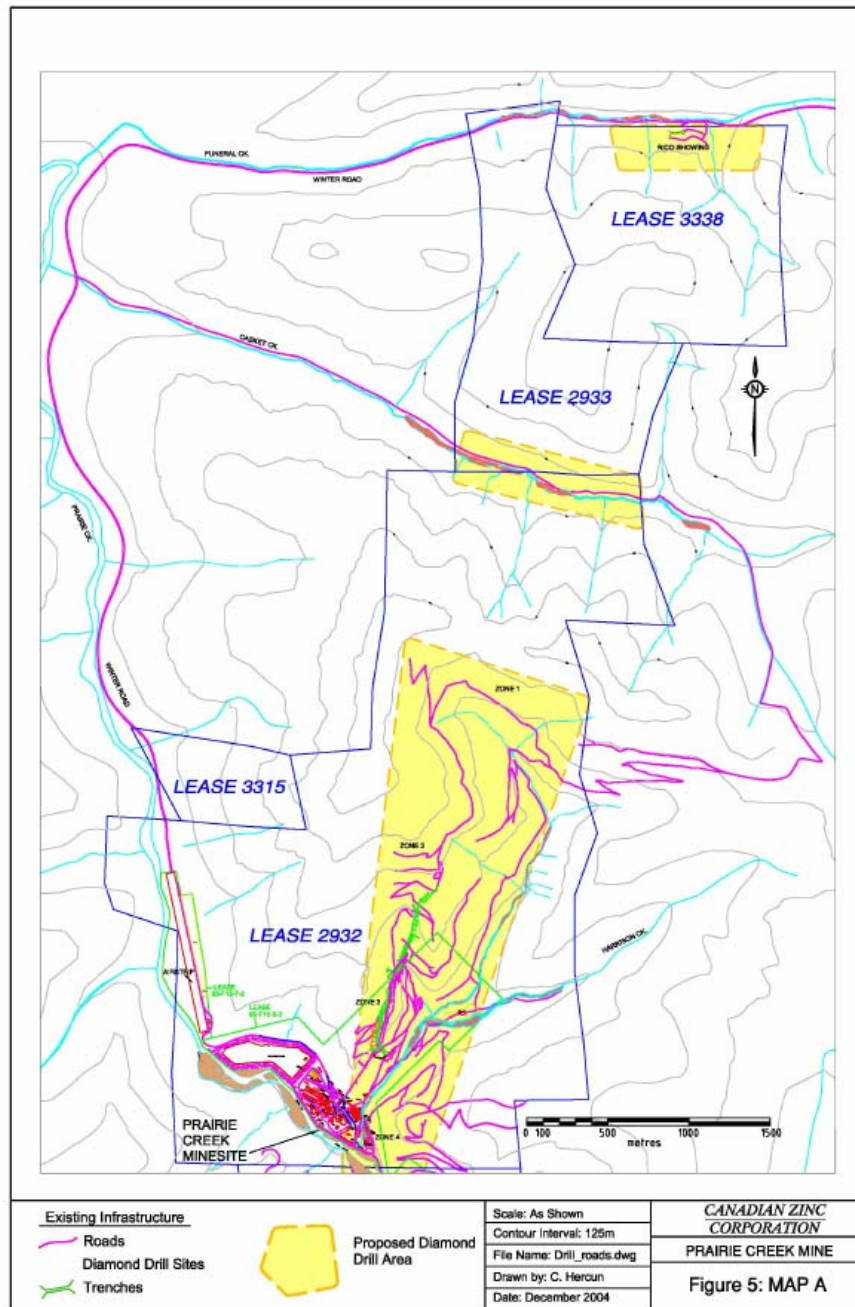 FUNERAL CK.
WINTER ROAD
RICO SHOWING
LEASE 3338
CASKET CK.
LEASE 2933
N
PRAIRIE CK.
WINTER ROAD
ZONE 1
LEASE 3315
ZONE 2
LEASE 2932
HARRISON CK.
AIRSTRIP
LEASE
LEASE
ZONE 3
PRAIRIE
CREEK
MINESITE
ZONE 4
0 100 500 1000 1500
metres
Existing Infrastructure
Roads
Diamond Drill Sites
Trenches
Proposed Diamond
Drill Area
Scale: As Shown
Contour Interval: 125m
File Name: Drill_roads.dwg
Drawn by: C. Hercun
Date: December 2004
CANADIAN ZINC
CORPORATION
PRAIRIE CREEK MINE
Figure 5: MAP A